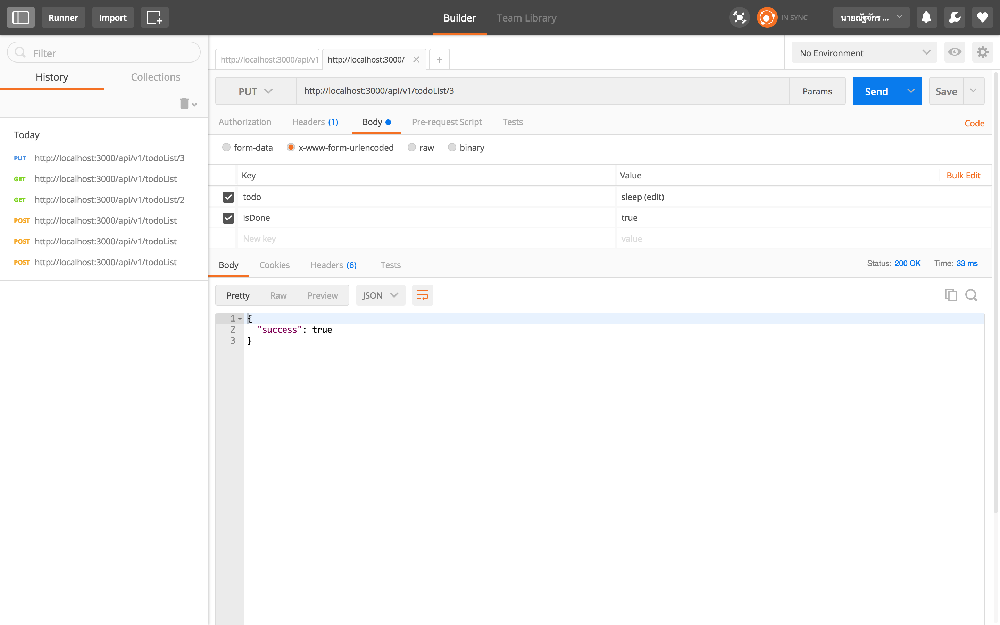 Runner Import Builder Team Library IN SYNC นายณัฐจักร ...
Filter
History Collections
Today
PUT http://localhost:3000/api/v1/todoList/3
GET http://localhost:3000/api/v1/todoList
GET http://localhost:3000/api/v1/todoList/2
POST http://localhost:3000/api/v1/todoList
POST http://localhost:3000/api/v1/todoList
POST http://localhost:3000/api/v1/todoList
http://localhost:3000/api/v1 http://localhost:3000/ No Environment
PUT http://localhost:3000/api/v1/todoList/3 Params Send Save
Authorization Headers (1) Body Pre-request Script Tests Code
form-data x-www-form-urlencoded raw binary
Key Value Bulk Edit
todo sleep (edit)
isDone true
New key value
Body Cookies Headers (6) Tests Status: 200 OK Time: 33 ms
Pretty Raw Preview JSON
1 {
2 "success": true
3 }